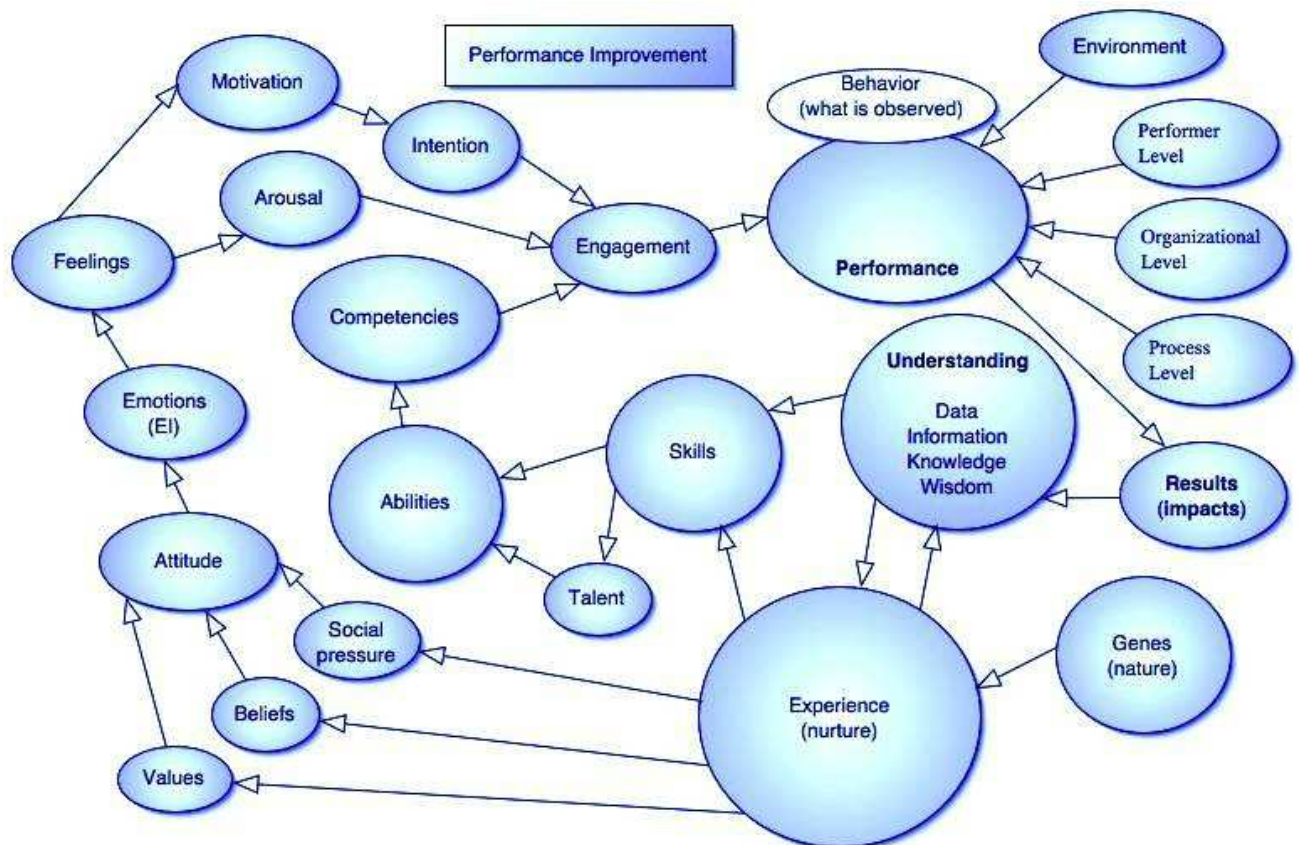 Performance Improvement
Environment
Motivation
Behavior
(what is observed)
Intention
Performer
Level
Arousal
Feelings
Engagement
Organizational
Level
Performance
Competencies
Process
Level
Understanding
Emotions
(EI)
Data
Information
Knowledge
Wisdom
Skills
Results
(impacts)
Abilities
Attitude
Talent
Social
pressure
Genes
(nature)
Experience
(nurture)
Beliefs
Values